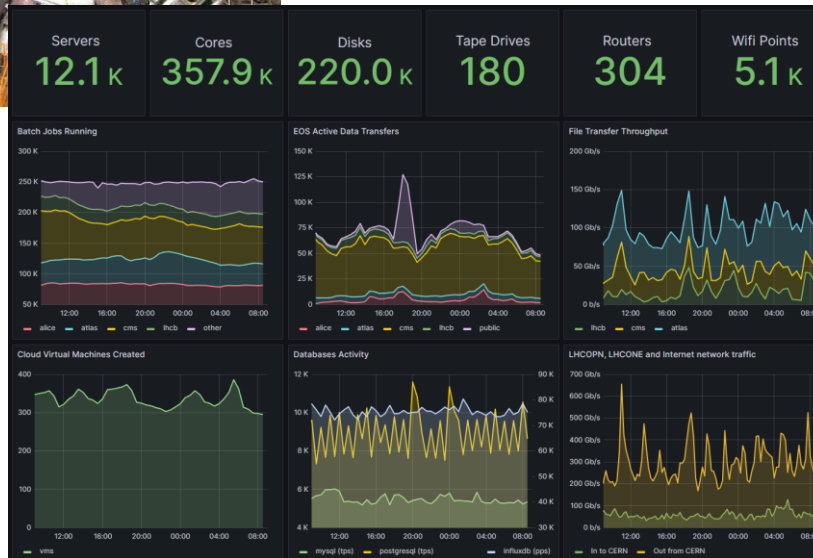 Servers
12.1 K
Cores
357.9 K
Disks
220.0 K
Tape Drives
180
Routers
304
Wifi Points
5.1 K
Batch Jobs Running
300 K
250 K
200 K
150 K
100 K
50 K
12:00 16:00 20:00 00:00 04:00 08:00
alice atlas cms lhcb other
EOS Active Data Transfers
150 K
125 K
100 K
75 K
50 K
25 K
0
12:00 16:00 20:00 00:00 04:00 08:00
alice atlas cms lhcb public
File Transfer Throughput
200 Gb/s
150 Gb/s
100 Gb/s
50 Gb/s
0 b/s
12:00 16:00 20:00 00:00 04:00
lhcb cms atlas
Cloud Virtual Machines Created
400
300
200
100
0
12:00 16:00 20:00 00:00 04:00 08:00
vms
Databases Activity
12 K
10 K
8 K
6 K
4 K
90 K
80 K
70 K
60 K
50 K
40 K
30 K
12:00 16:00 20:00 00:00 04:00 08:00
mysql (tps) postgresql (tps) influxdb (pps)
LHCOPN, LHCONE and Internet network traffic
700 Gb/s
600 Gb/s
500 Gb/s
400 Gb/s
300 Gb/s
200 Gb/s
100 Gb/s
0 b/s
12:00 16:00 20:00 00:00 04:00
In to CERN Out from CERN